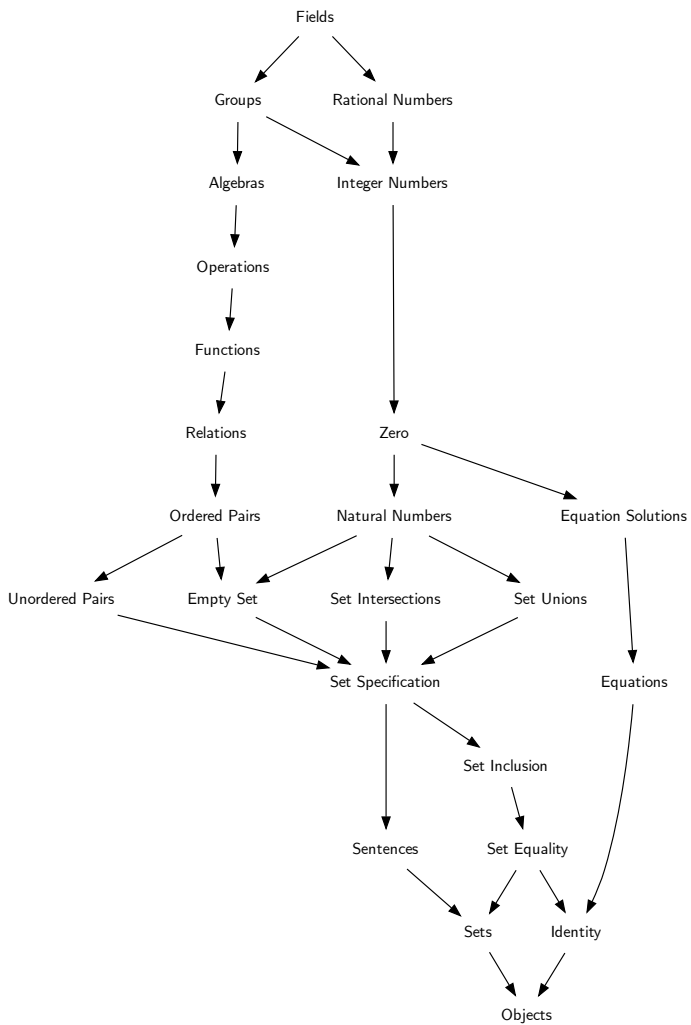 Fields
Groups
Rational Numbers
Algebras
Integer Numbers
Operations
Functions
Relations
Zero
Ordered Pairs
Natural Numbers
Equation Solutions
Unordered Pairs
Empty Set
Set Intersections
Set Unions
Set Specification
Equations
Set Inclusion
Sentences
Set Equality
Sets
Identity
Objects